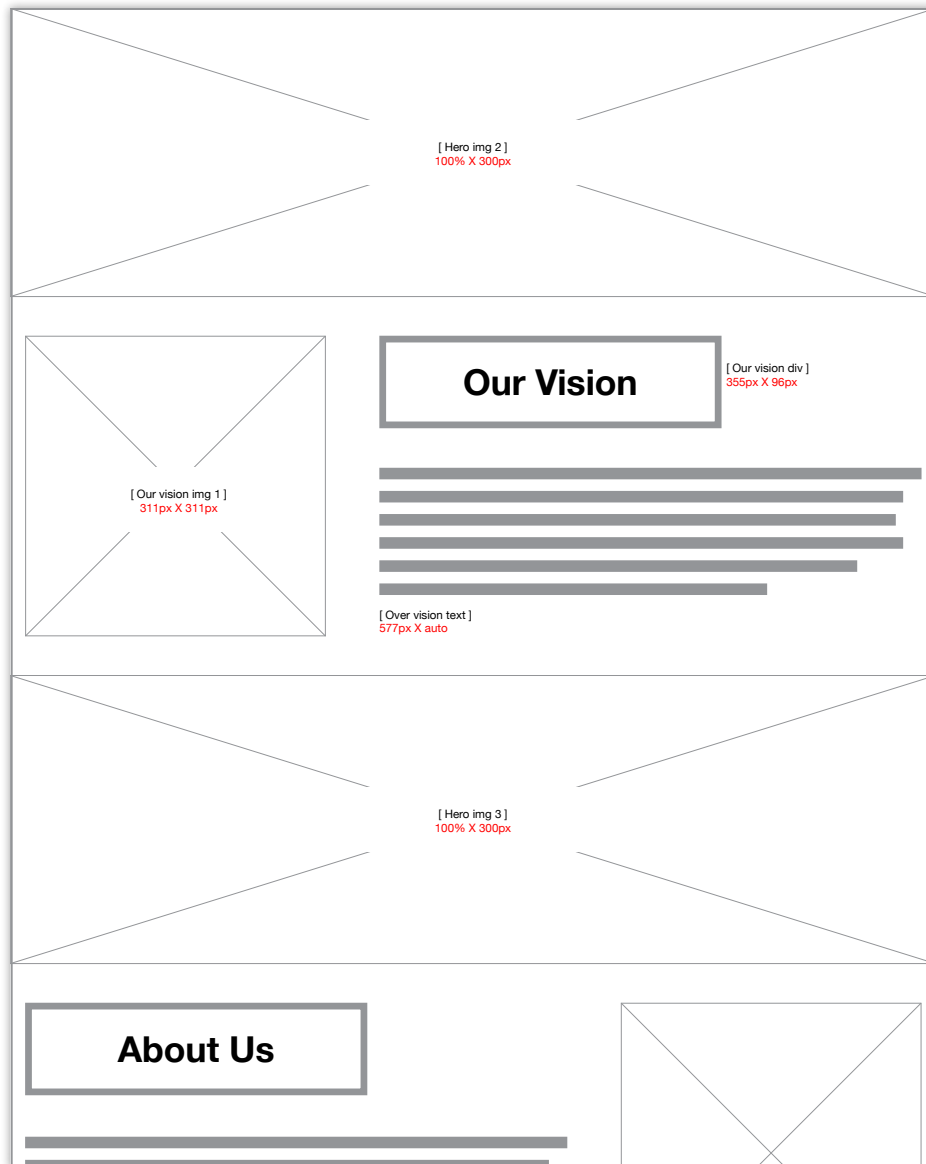 [ Hero img 2 ]
100% X 300px
Our Vision
[ Our vision div ]
355px X 96px
[ Our vision img 1 ]
311px X 311px
[ Over vision text ]
577px X auto
[ Hero img 3 ]
100% X 300px
About Us